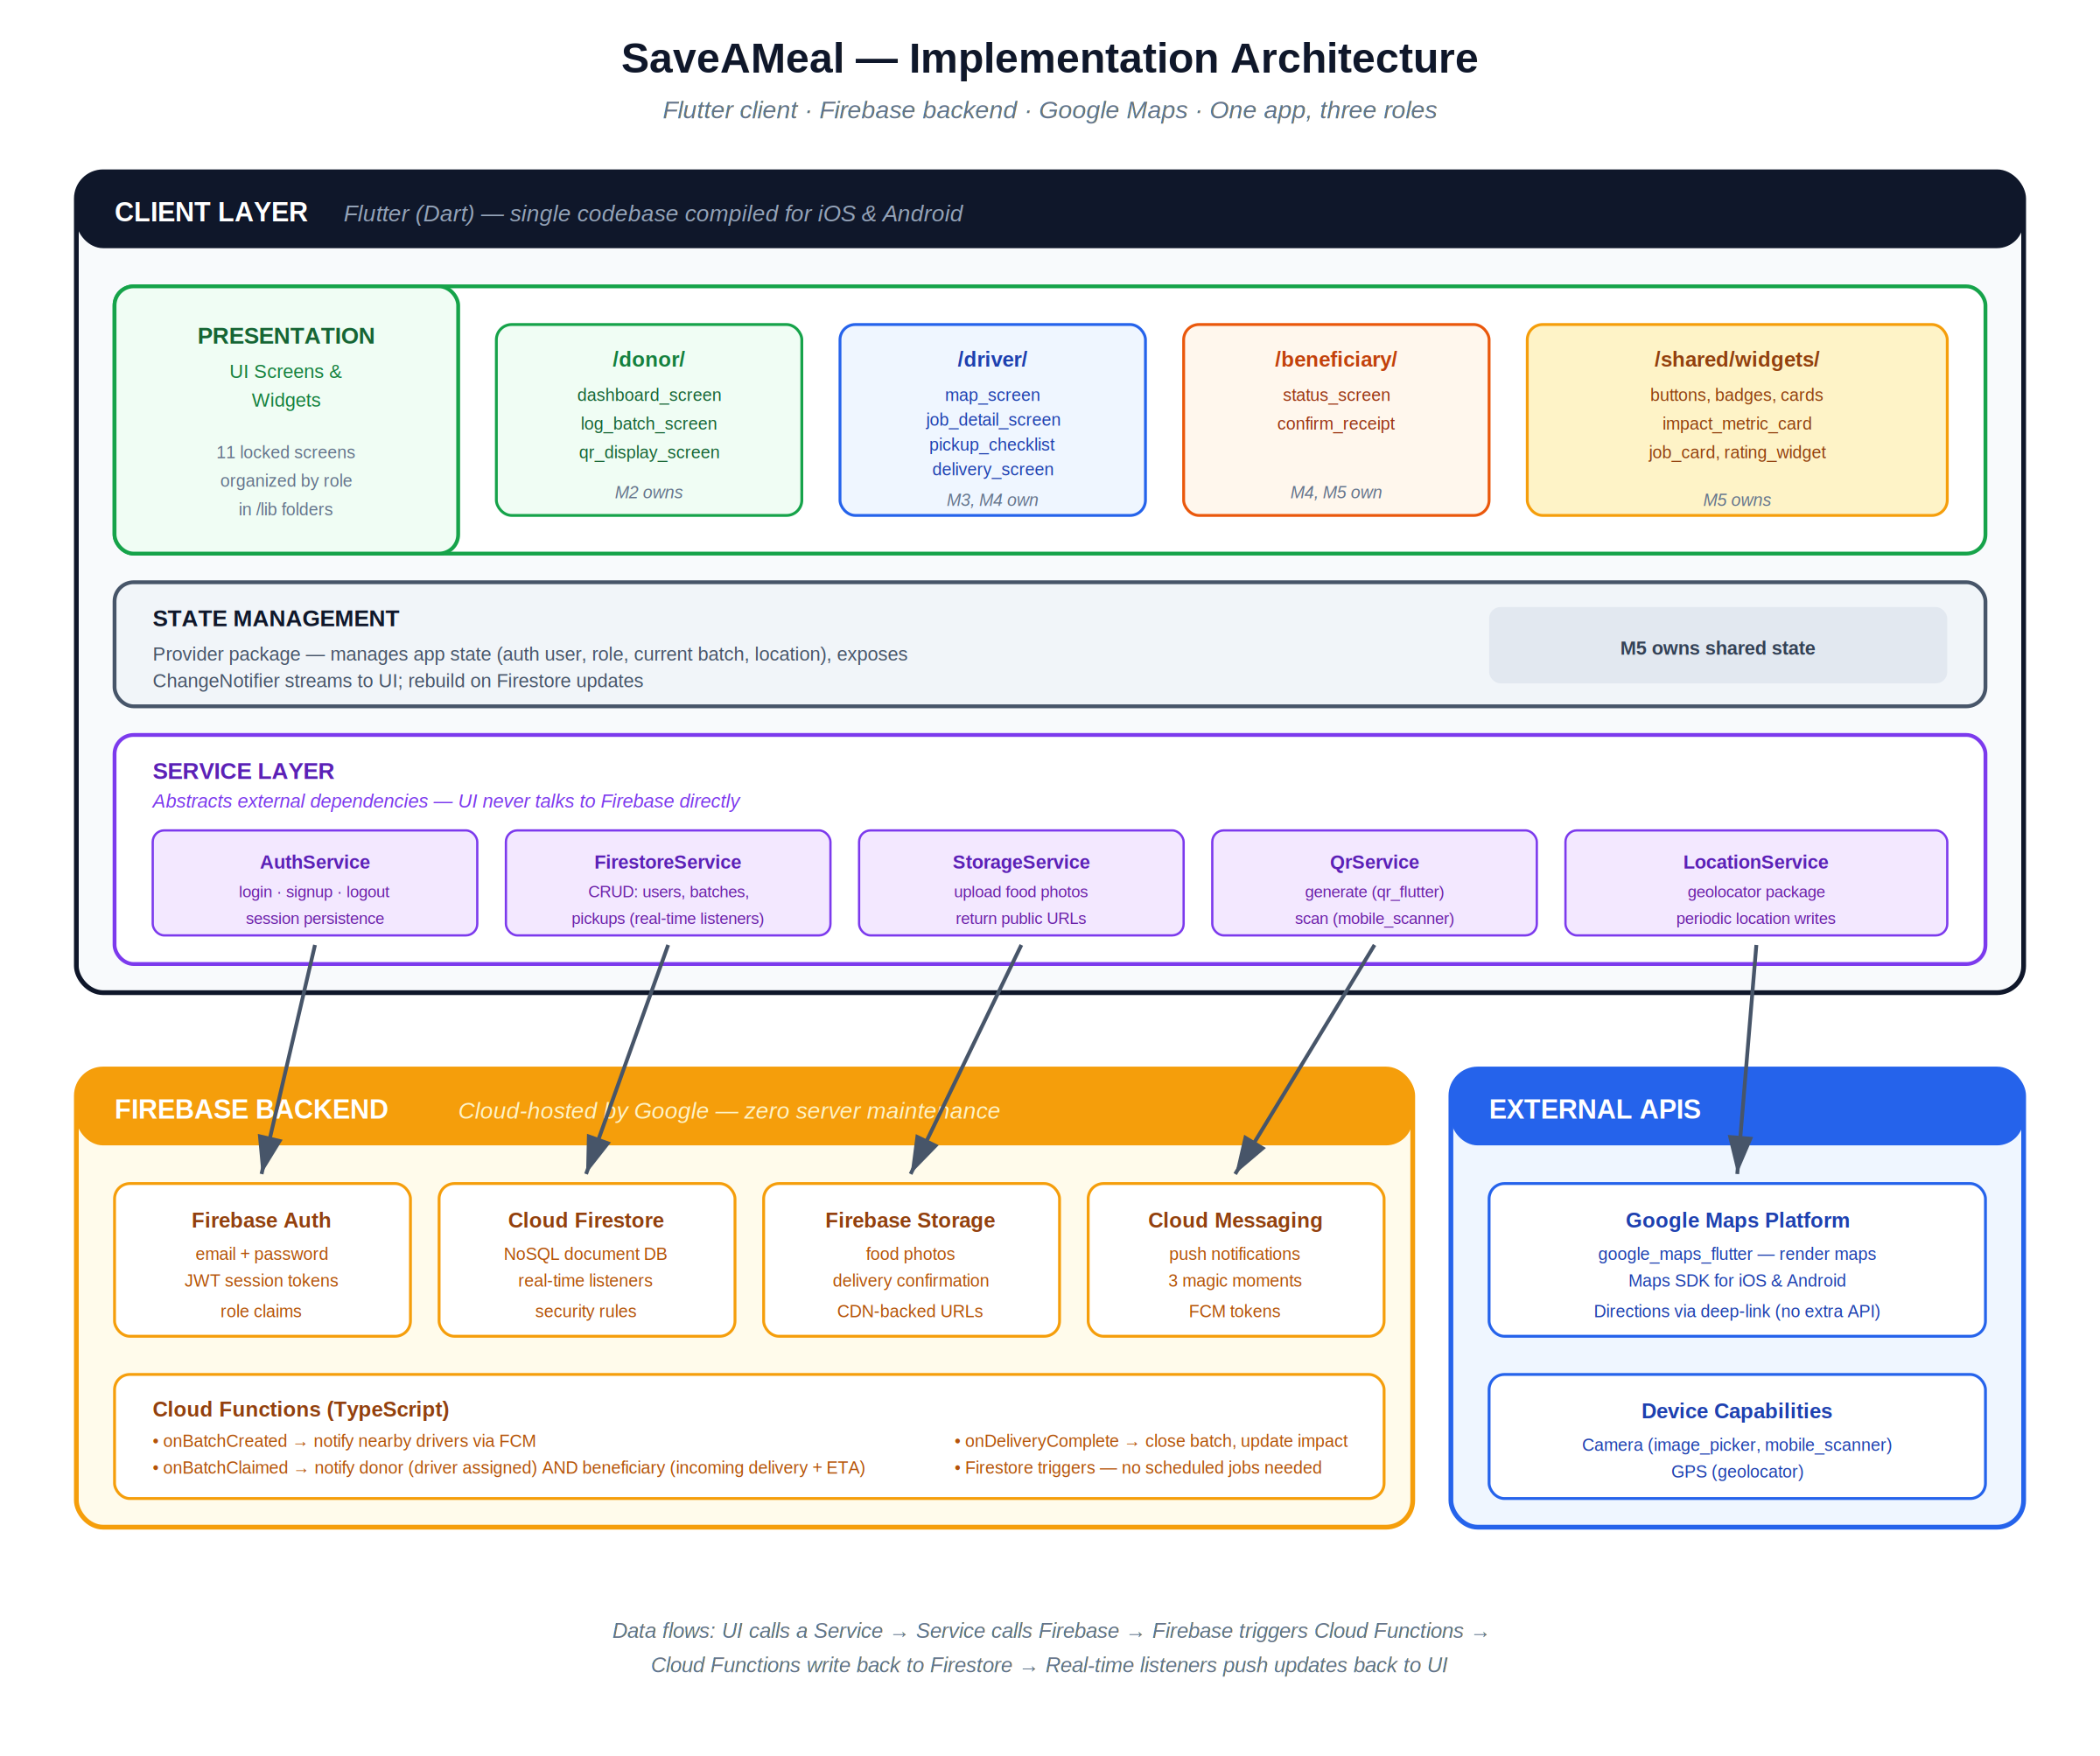 SaveAMeal — Implementation Architecture
Flutter client · Firebase backend · Google Maps · One app, three roles
CLIENT LAYER Flutter (Dart) — single codebase compiled for iOS & Android
PRESENTATION
UI Screens &
Widgets
11 locked screens
organized by role
in /lib folders
/donor/
dashboard_screen
log_batch_screen
qr_display_screen
M2 owns
/driver/
map_screen
job_detail_screen
pickup_checklist
delivery_screen
M3, M4 own
/beneficiary/
status_screen
confirm_receipt
M4, M5 own
/shared/widgets/
buttons, badges, cards
impact_metric_card
job_card, rating_widget
M5 owns
STATE MANAGEMENT
Provider package — manages app state (auth user, role, current batch, location), exposes
ChangeNotifier streams to UI; rebuild on Firestore updates
M5 owns shared state
SERVICE LAYER
Abstracts external dependencies — UI never talks to Firebase directly
AuthService
login · signup · logout
session persistence
FirestoreService
CRUD: users, batches,
pickups (real-time listeners)
StorageService
upload food photos
return public URLs
QrService
generate (qr_flutter)
scan (mobile_scanner)
LocationService
geolocator package
periodic location writes
FIREBASE BACKEND Cloud-hosted by Google — zero server maintenance
Firebase Auth
email + password
JWT session tokens
role claims
Cloud Firestore
NoSQL document DB
real-time listeners
security rules
Firebase Storage
food photos
delivery confirmation
CDN-backed URLs
Cloud Messaging
push notifications
3 magic moments
FCM tokens
Cloud Functions (TypeScript)
• onBatchCreated → notify nearby drivers via FCM
• onBatchClaimed → notify donor (driver assigned) AND beneficiary (incoming delivery + ETA)
• onDeliveryComplete → close batch, update impact
• Firestore triggers — no scheduled jobs needed
EXTERNAL APIS
Google Maps Platform
google_maps_flutter — render maps
Maps SDK for iOS & Android
Directions via deep-link (no extra API)
Device Capabilities
Camera (image_picker, mobile_scanner)
GPS (geolocator)
Data flows: UI calls a Service → Service calls Firebase → Firebase triggers Cloud Functions →
Cloud Functions write back to Firestore → Real-time listeners push updates back to UI